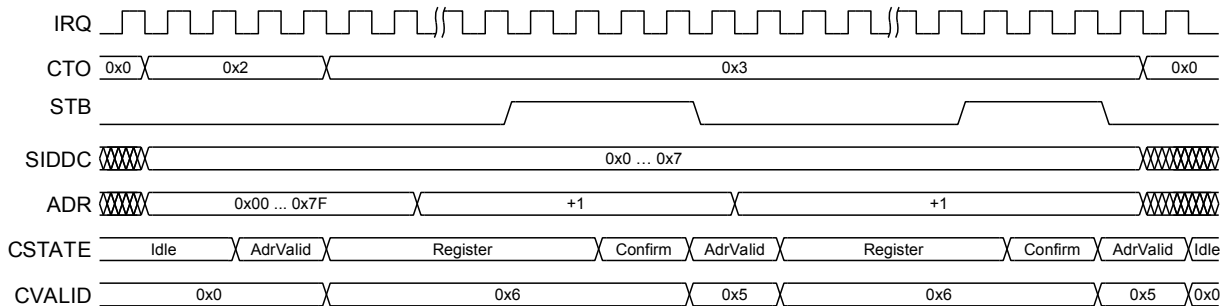 IRQ
CTO 0x0 0x2 0x3 0x0
STB
SIDDC 0x0 ... 0x7
ADR 0x00 ... 0x7F +1 +1
CSTATE Idle AdrValid Register Confirm AdrValid Register Confirm AdrValid Idle
CVALID 0x0 0x6 0x5 0x6 0x5 0x0